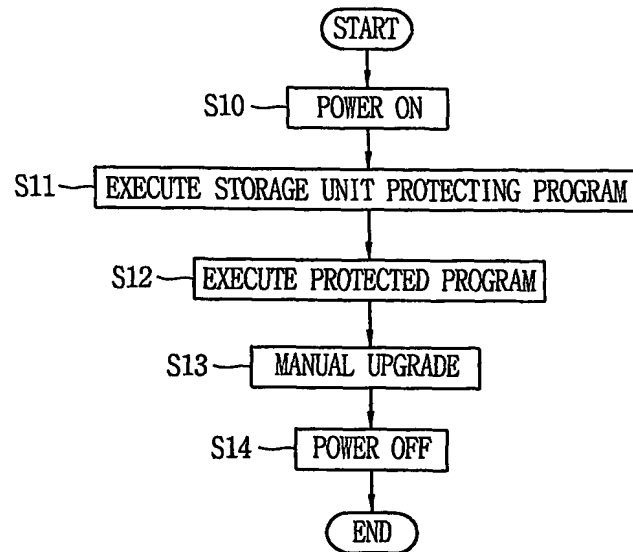 START
S10 POWER ON
S11 EXECUTE STORAGE UNIT PROTECTING PROGRAM
S12 EXECUTE PROTECTED PROGRAM
S13 MANUAL UPGRADE
S14 POWER OFF
END